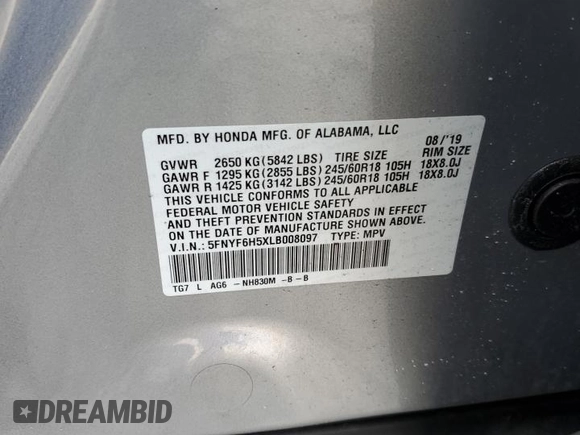 MFD. BY HONDA MFG. OF ALABAMA, LLC 08/'19
GVWR 2650 KG(5842 LBS) TIRE SIZE RIM SIZE
GAWR F 1295 KG(2855 LBS)245/60R18 105H 18X8.0J
GAWR R 1425 KG(3142 LBS)245/60R18 105H 18X8.0J
THIS VEHICLE CONFORMS TO ALL APPLICABLE
FEDERAL MOTOR VEHICLE SAFETY
AND THEFT PREVENTION STANDARDS IN EFFECT
ON THE DATE OF MANUFACTURE SHOWN ABOVE.
V.I.N.: 5FNYF6H5XLB008097 TYPE: MPV
TG7 L AG6 -NH830M -B-B
DREAMBID